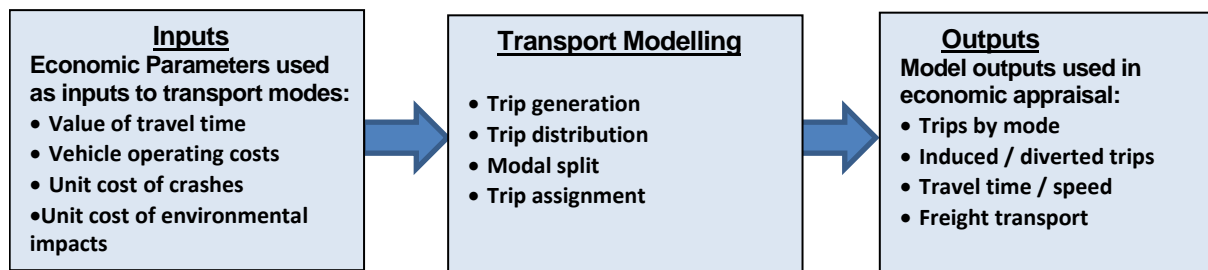 Inputs
Economic Parameters used
as inputs to transport modes:
• Value of travel time
• Vehicle operating costs
• Unit cost of crashes
•Unit cost of environmental
impacts
Transport Modelling
• Trip generation
• Trip distribution
• Modal split
• Trip assignment
Outputs
Model outputs used in
economic appraisal:
• Trips by mode
• Induced / diverted trips
• Travel time / speed
• Freight transport